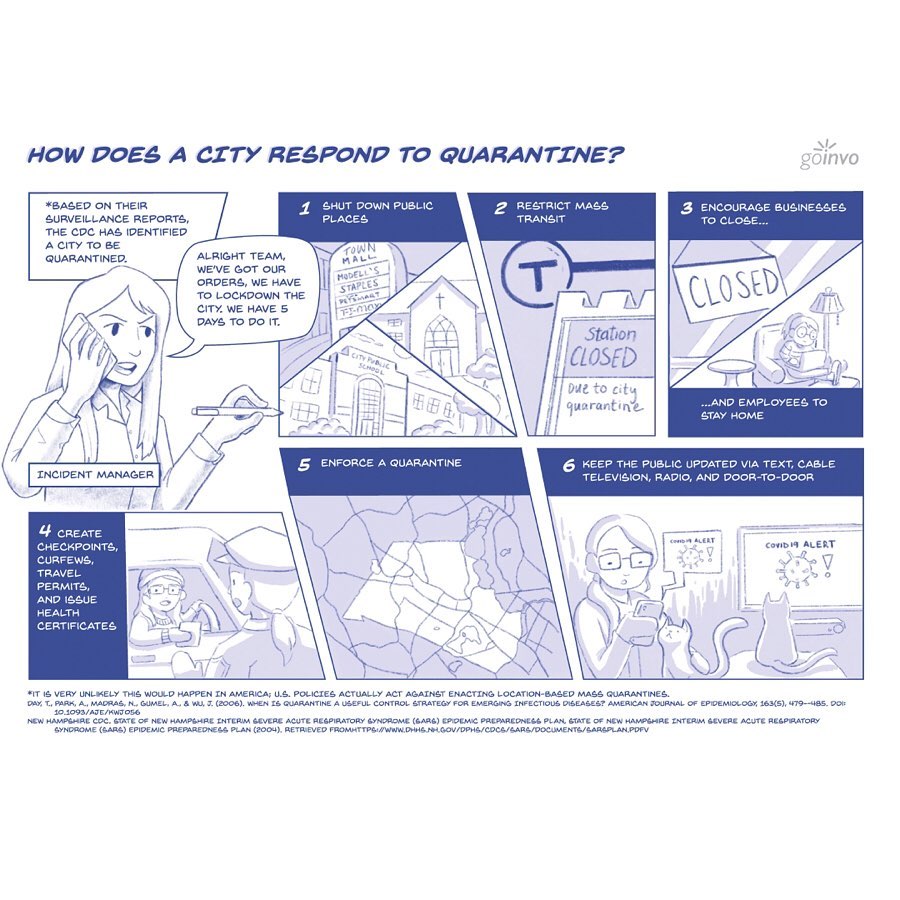 HOW DOES A CITY RESPOND TO QUARANTINE?
goinvo
*BASED ON THEIR
SURVEILLANCE REPORTS,
THE CDC HAS IDENTIFIED
A CITY TO BE
QUARANTINED.
ALRIGHT TEAM,
WE'VE GOT OUR
ORDERS, WE HAVE
TO LOCKDOWN THE
CITY. WE HAVE 5
DAYS TO DO IT.
INCIDENT MANAGER
1 SHUT DOWN PUBLIC
PLACES
TOWN
MALL
MODELL'S
STAPLES
PETSMART
TJ-MAXX
CITY PUBLIC
SCHOOL
2 RESTRICT MASS
TRANSIT
T
Station
CLOSED
Due to city
quarantine
3 ENCOURAGE BUSINESSES
TO CLOSE...
CLOSED
...AND EMPLOYEES TO
STAY HOME
4 CREATE
CHECKPOINTS,
CURFEWS,
TRAVEL
PERMITS,
AND ISSUE
HEALTH
CERTIFICATES
5 ENFORCE A QUARANTINE
6 KEEP THE PUBLIC UPDATED VIA TEXT, CABLE
TELEVISION, RADIO, AND DOOR-TO-DOOR
COVID19 ALERT
!
COVID19 ALERT
!
*IT IS VERY UNLIKELY THIS WOULD HAPPEN IN AMERICA; U.S. POLICIES ACTUALLY ACT AGAINST ENACTING LOCATION-BASED MASS QUARANTINES.
DAY, T., PARK, A., MADRAS, N., GUMEL, A., & WU, J. (2006). WHEN IS QUARANTINE A USEFUL CONTROL STRATEGY FOR EMERGING INFECTIOUS DISEASES? AMERICAN JOURNAL OF EPIDEMIOLOGY, 163(5), 479–485. DOI:
10.1093/AJE/KWJ056
NEW HAMPSHIRE CDC, STATE OF NEW HAMPSHIRE INTERIM SEVERE ACUTE RESPIRATORY SYNDROME (SARS) EPIDEMIC PREPAREDNESS PLAN, STATE OF NEW HAMPSHIRE INTERIM SEVERE ACUTE RESPIRATORY
SYNDROME (SARS) EPIDEMIC PREPAREDNESS PLAN (2004). RETRIEVED FROMHTTPS://WWW.DHHS.NH.GOV/DPHS/CDCS/SARS/DOCUMENTS/SARSPLAN.PDFV